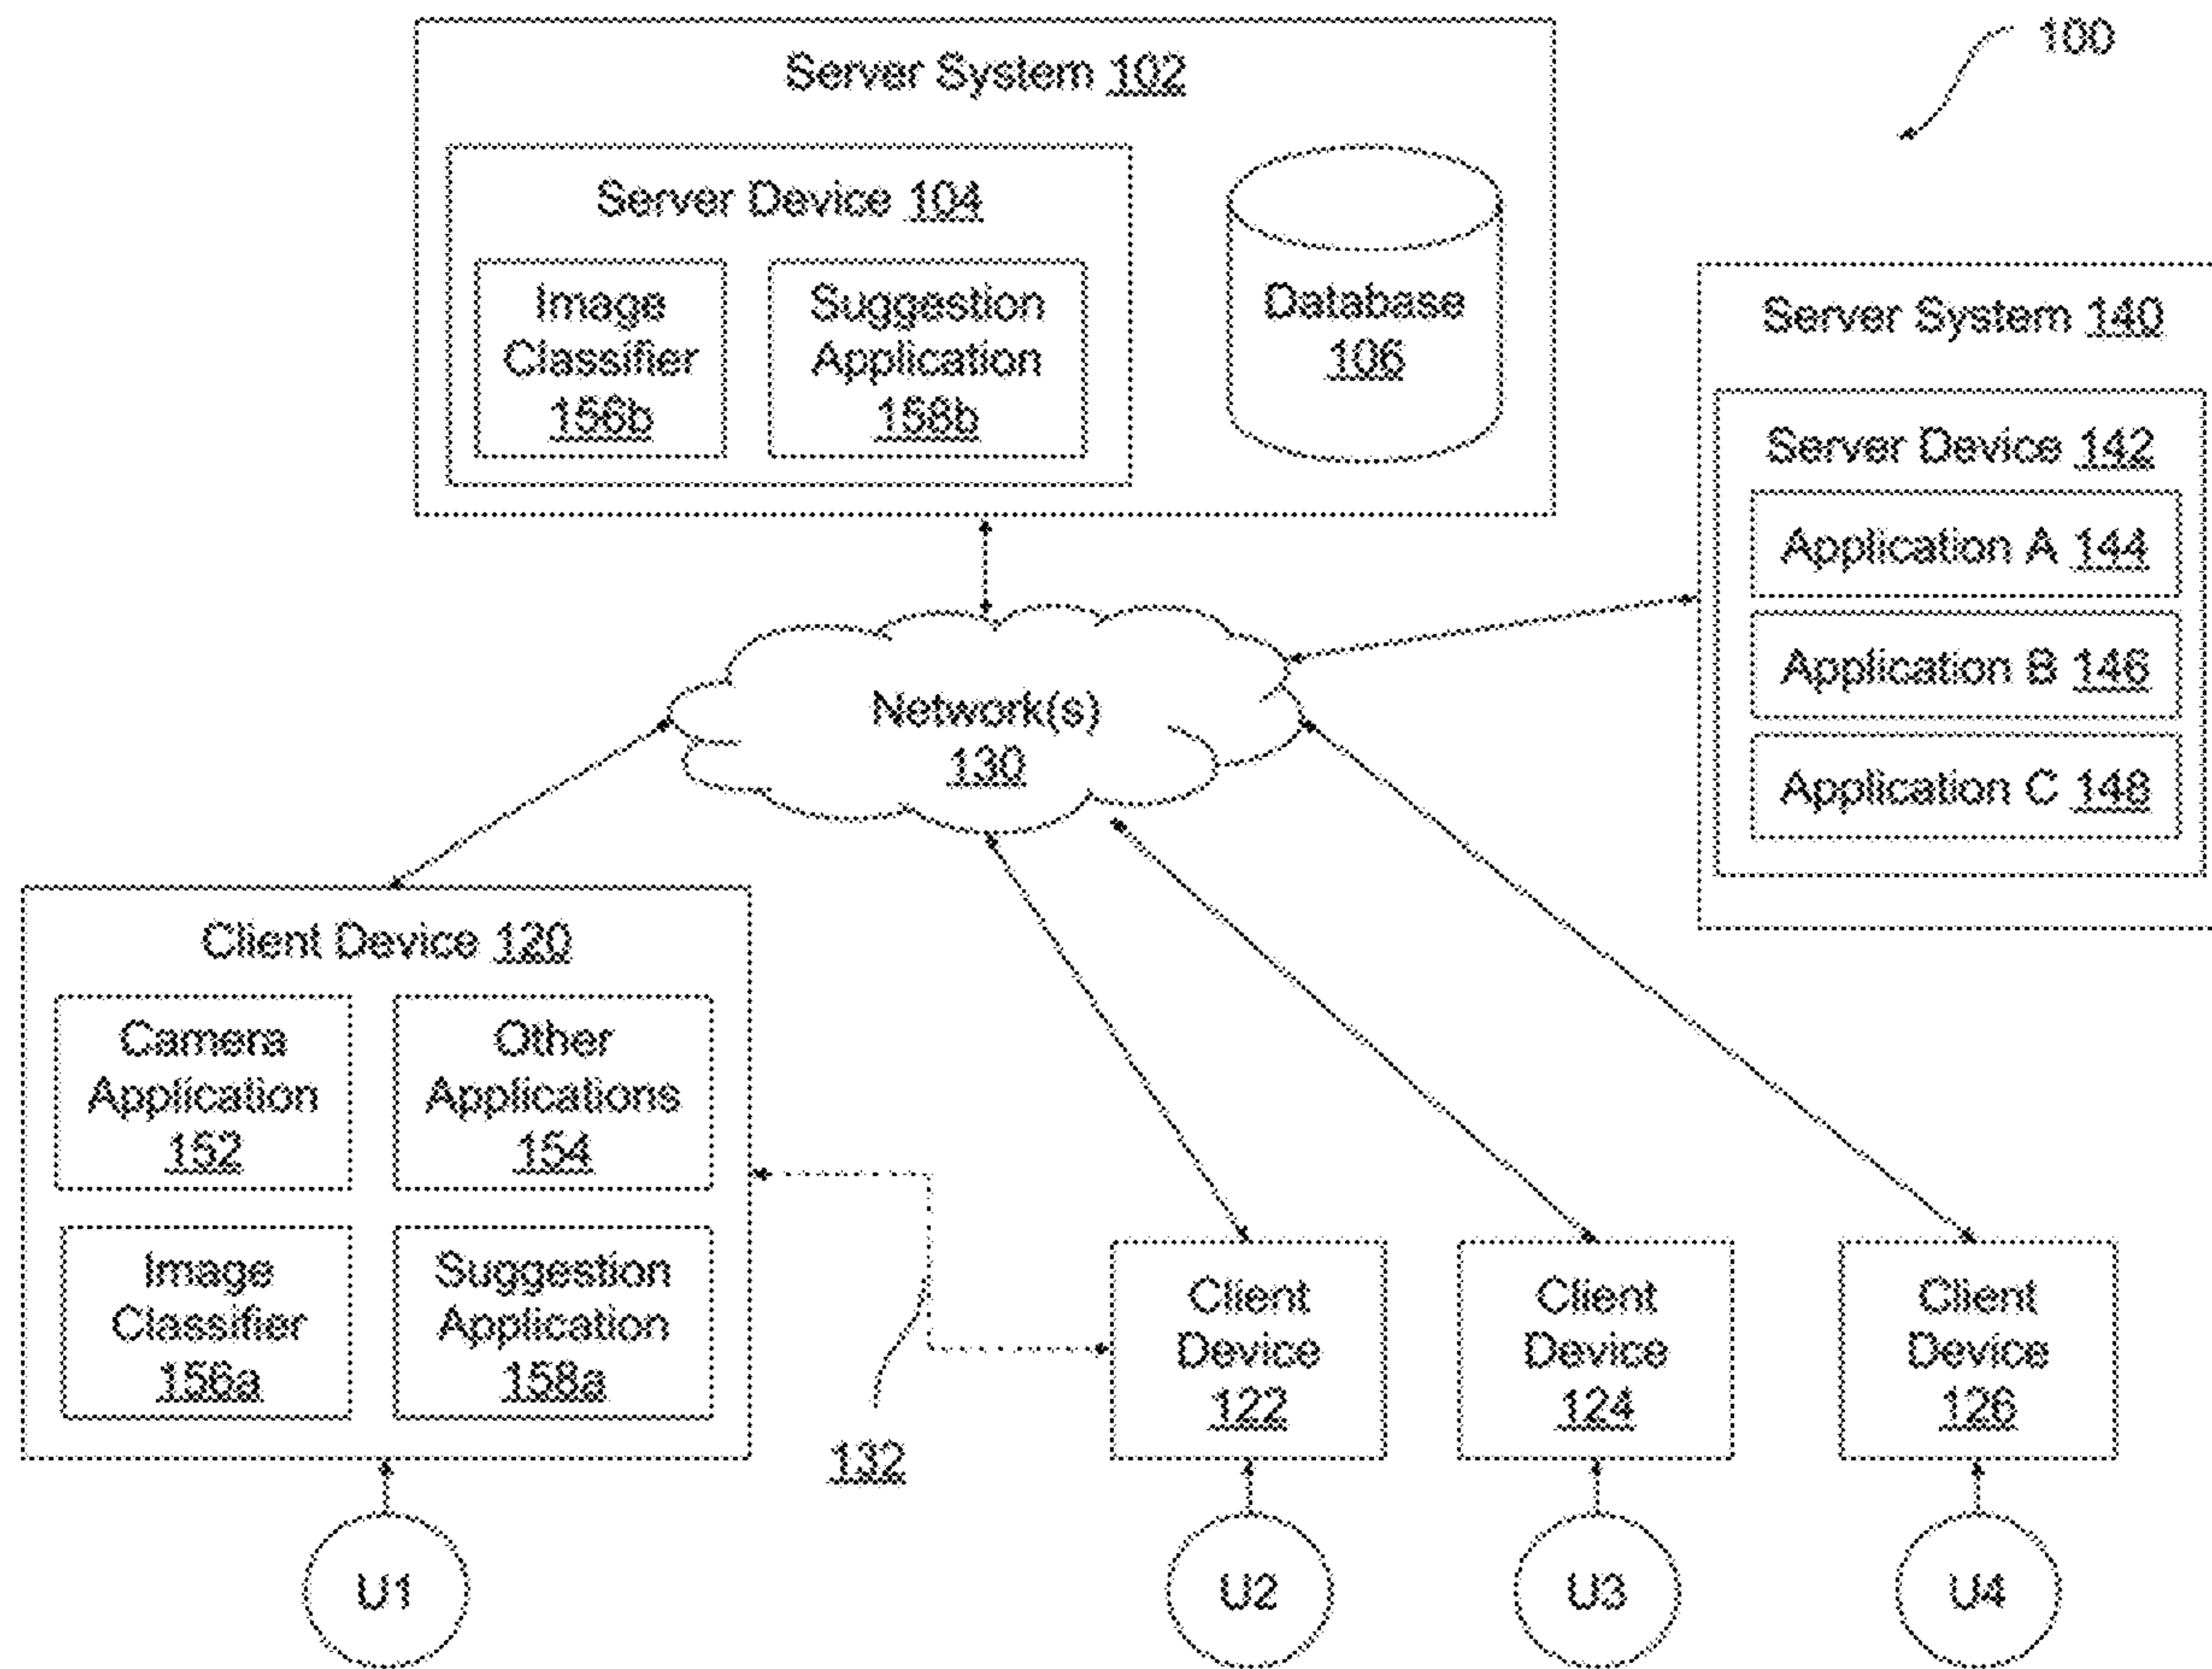 100
Server System 102
Server Device 104
Image
Classifier
156b
Suggestion
Application
158b
Database
106
Server System 140
Server Device 142
Application A 144
Application B 146
Application C 148
Network(s)
130
Client Device 120
Camera
Application
152
Other
Applications
154
Image
Classifier
156a
Suggestion
Application
158a
132
Client
Device
122
Client
Device
124
Client
Device
126
U1
U2
U3
U4